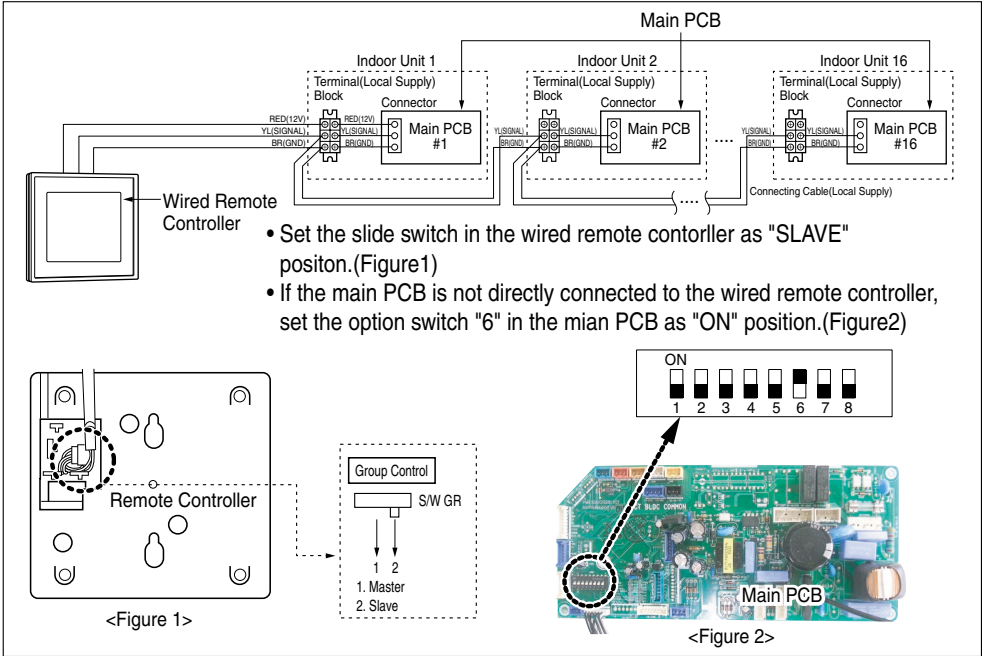 Main PCB
Indoor Unit 1
Indoor Unit 2
Indoor Unit 16
Terminal(Local Supply)
Block
Terminal(Local Supply)
Block
Terminal(Local Supply)
Block
Connector
Connector
Connector
RED(12V)
RED(12V)
YL(SIGNAL)
YL(SIGNAL)
BR(GND)
BR(GND)
Main PCB
#1
YL(SIGNAL)
YL(SIGNAL)
BR(GND)
BR(GND)
Main PCB
#2
....
YL(SIGNAL)
YL(SIGNAL)
BR(GND)
BR(GND)
Main PCB
#16
....
Connecting Cable(Local Supply)
Wired Remote
Controller
• Set the slide switch in the wired remote contorller as "SLAVE"
positon.(Figure1)
• If the main PCB is not directly connected to the wired remote controller,
set the option switch "6" in the mian PCB as "ON" position.(Figure2)
ON
1 2 3 4 5 6 7 8
Remote Controller
Group Control
S/W GR
1 2
1. Master
2. Slave
BLDC COMMON
Main PCB
<Figure 1>
<Figure 2>